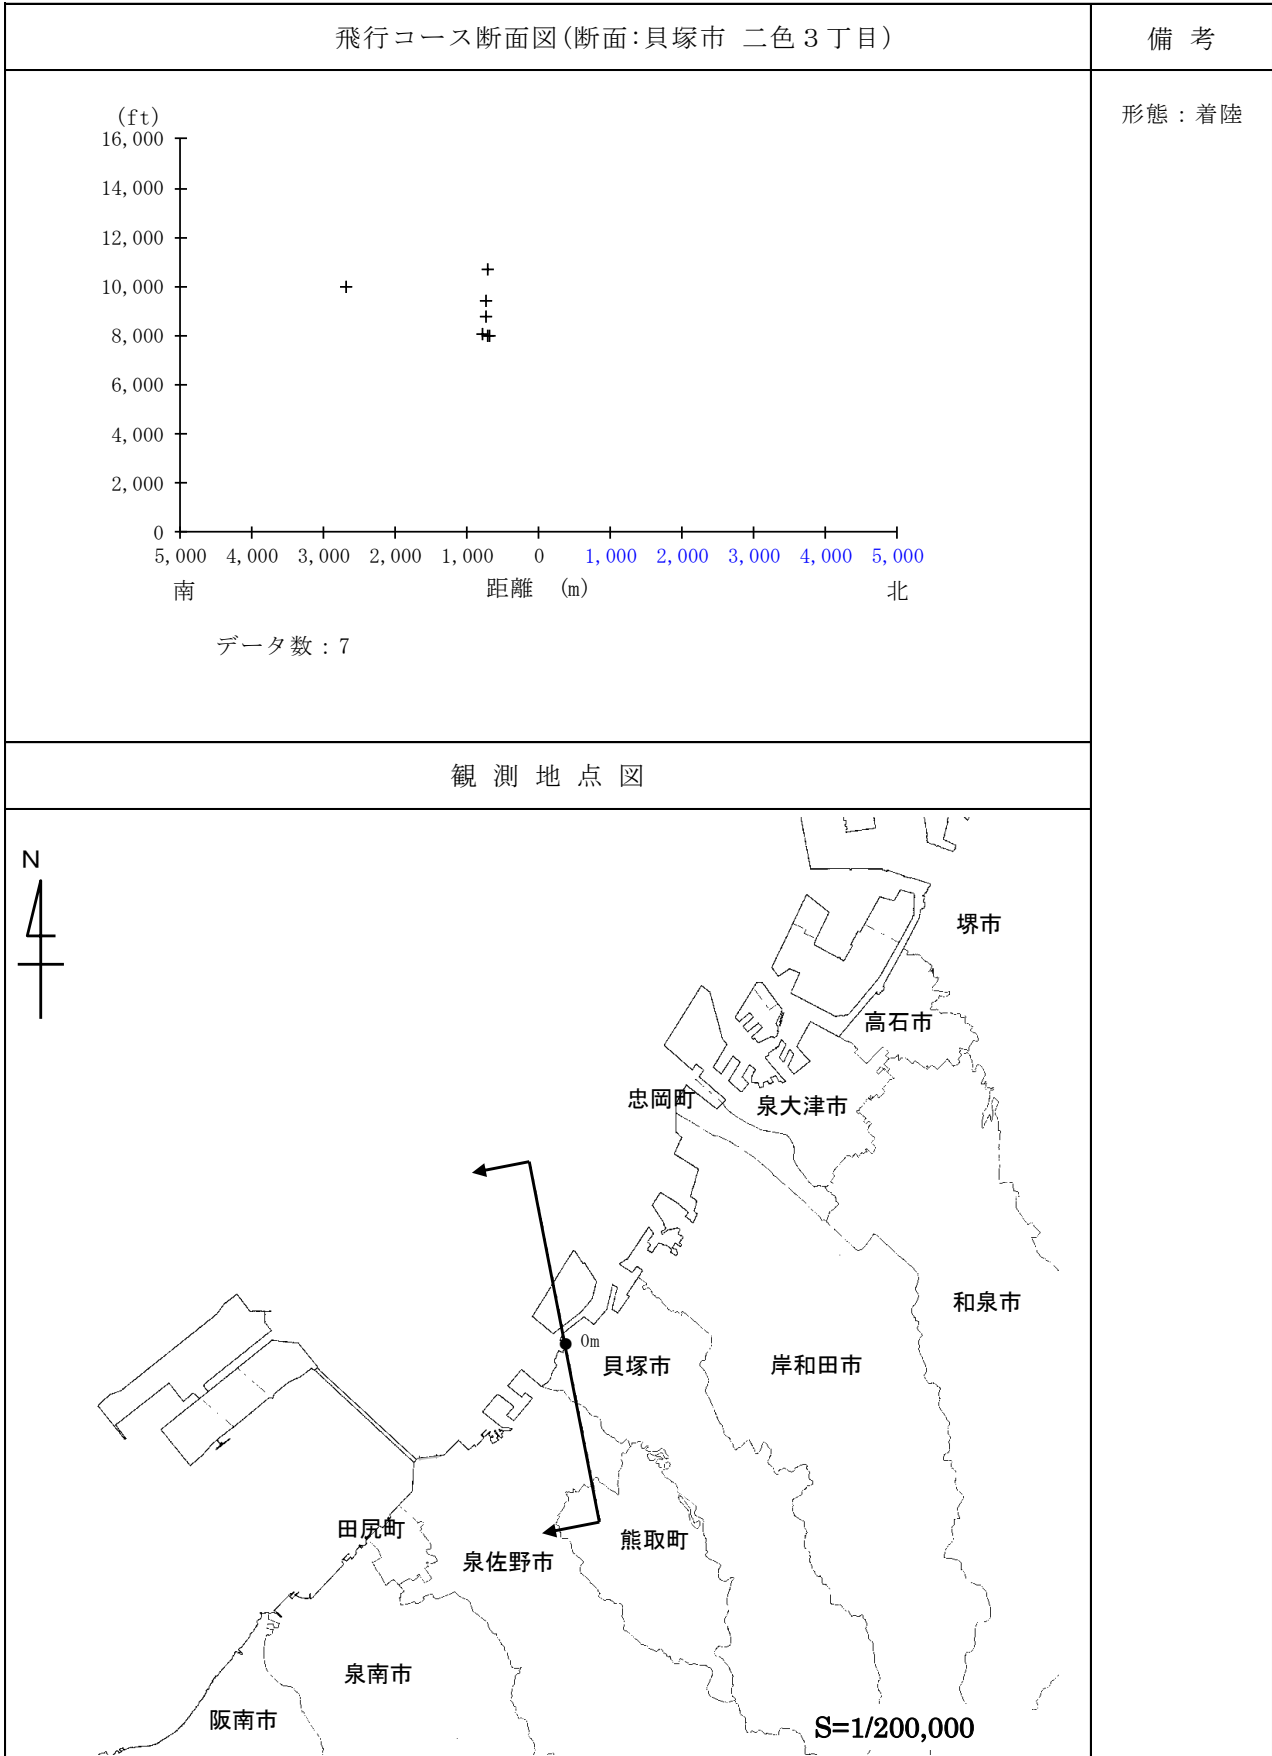 飛行コース断面図(断面:貝塚市 二色３丁目)
備 考
形態：着陸
(ft)
16,000
14,000
12,000
10,000
8,000
6,000
4,000
2,000
0
5,000 4,000 3,000 2,000 1,000 0 1,000 2,000 3,000 4,000 5,000
南 距離 (m) 北
データ数：7
観 測 地 点 図
N
堺市
高石市
忠岡町
泉大津市
和泉市
0m
貝塚市
岸和田市
田尻町
熊取町
泉佐野市
泉南市
阪南市
S=1/200,000